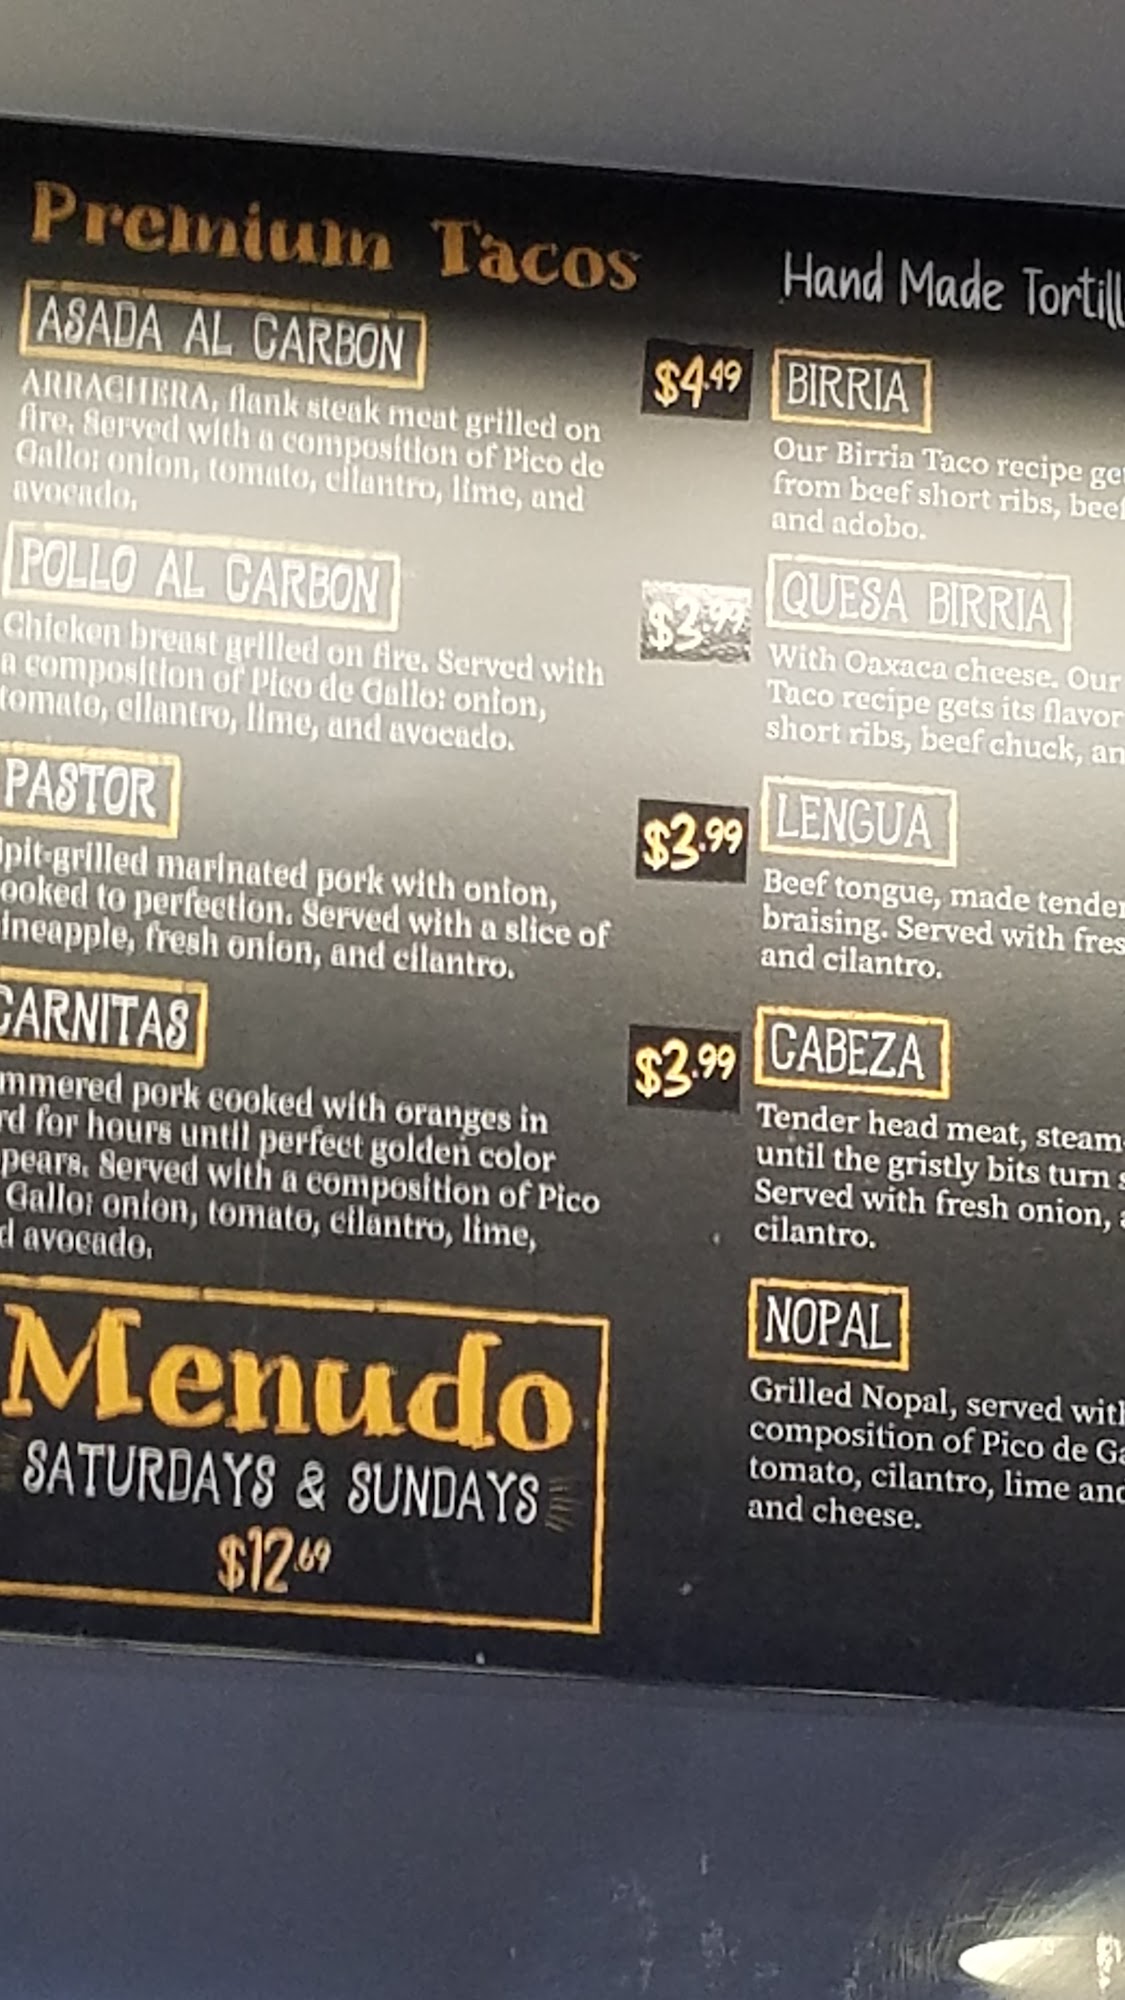 Premium Tacos
ASADA AL CARBON
$4.49
ARRACHERA, flank steak meat grilled on
fire. Served with a composition of Pico de
Gallo: onion, tomato, cilantro, lime, and
avocado.
POLLO AL CARBON
$3.99
Chicken breast grilled on fire. Served with
a composition of Pico de Gallo: onion,
tomato, cilantro, lime, and avocado.
PASTOR
$3.99
pit-grilled marinated pork with onion,
ooked to perfection. Served with a slice of
ineapple, fresh onion, and cilantro.
CARNITAS
$3.99
mmered pork cooked with oranges in
rd for hours until perfect golden color
pears. Served with a composition of Pico
Gallo: onion, tomato, cilantro, lime,
d avocado.
Menudo
SATURDAYS & SUNDAYS
$12.69
Hand Made Tortill
BIRRIA
Our Birria Taco recipe ge
from beef short ribs, beef
and adobo.
QUESA BIRRIA
With Oaxaca cheese. Our
Taco recipe gets its flavor
short ribs, beef chuck, an
LENGUA
Beef tongue, made tender
braising. Served with fres
and cilantro.
CABEZA
Tender head meat, steam-
until the gristly bits turn s
Served with fresh onion, a
cilantro.
NOPAL
Grilled Nopal, served with
composition of Pico de Ga
tomato, cilantro, lime and
and cheese.